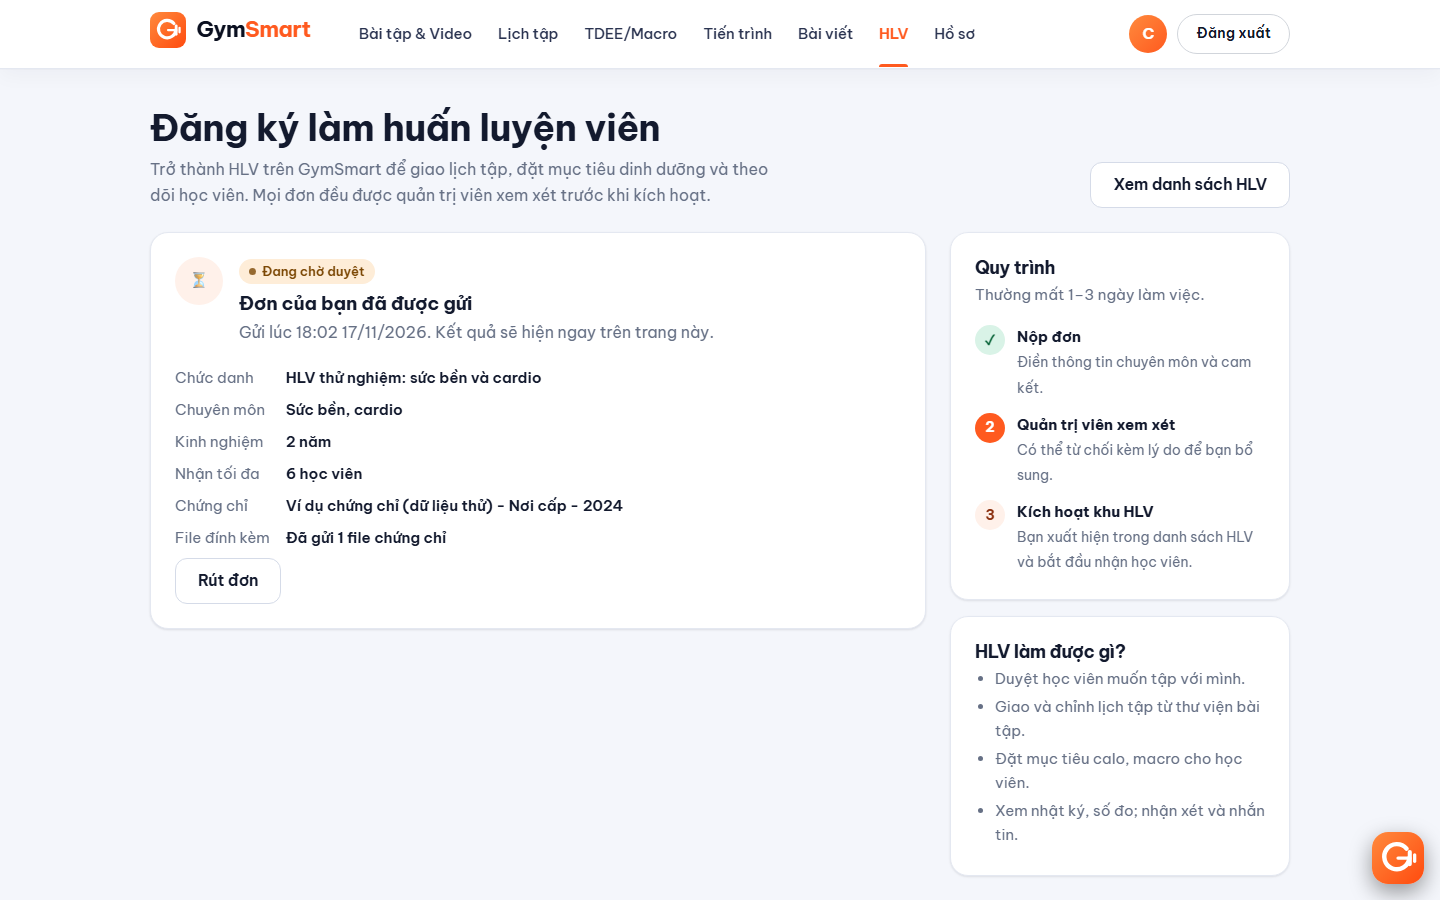 GymSmart
Bài tập & Video
Lịch tập
TDEE/Macro
Tiến trình
Bài viết
HLV
Hồ sơ
C
Đăng xuất
Đăng ký làm huấn luyện viên
Trở thành HLV trên GymSmart để giao lịch tập, đặt mục tiêu dinh dưỡng và theo
dõi học viên. Mọi đơn đều được quản trị viên xem xét trước khi kích hoạt.
Xem danh sách HLV
Đang chờ duyệt
Đơn của bạn đã được gửi
Gửi lúc 18:02 17/11/2026. Kết quả sẽ hiện ngay trên trang này.
Chức danh HLV thử nghiệm: sức bền và cardio
Chuyên môn Sức bền, cardio
Kinh nghiệm 2 năm
Nhận tối đa 6 học viên
Chứng chỉ Ví dụ chứng chỉ (dữ liệu thử) - Nơi cấp - 2024
File đính kèm Đã gửi 1 file chứng chỉ
Rút đơn
Quy trình
Thường mất 1–3 ngày làm việc.
✓ Nộp đơn
Điền thông tin chuyên môn và cam
kết.
2 Quản trị viên xem xét
Có thể từ chối kèm lý do để bạn bổ
sung.
3 Kích hoạt khu HLV
Bạn xuất hiện trong danh sách HLV
và bắt đầu nhận học viên.
HLV làm được gì?
• Duyệt học viên muốn tập với mình.
• Giao và chỉnh lịch tập từ thư viện bài
tập.
• Đặt mục tiêu calo, macro cho học
viên.
• Xem nhật ký, số đo; nhận xét và nhắn
tin.